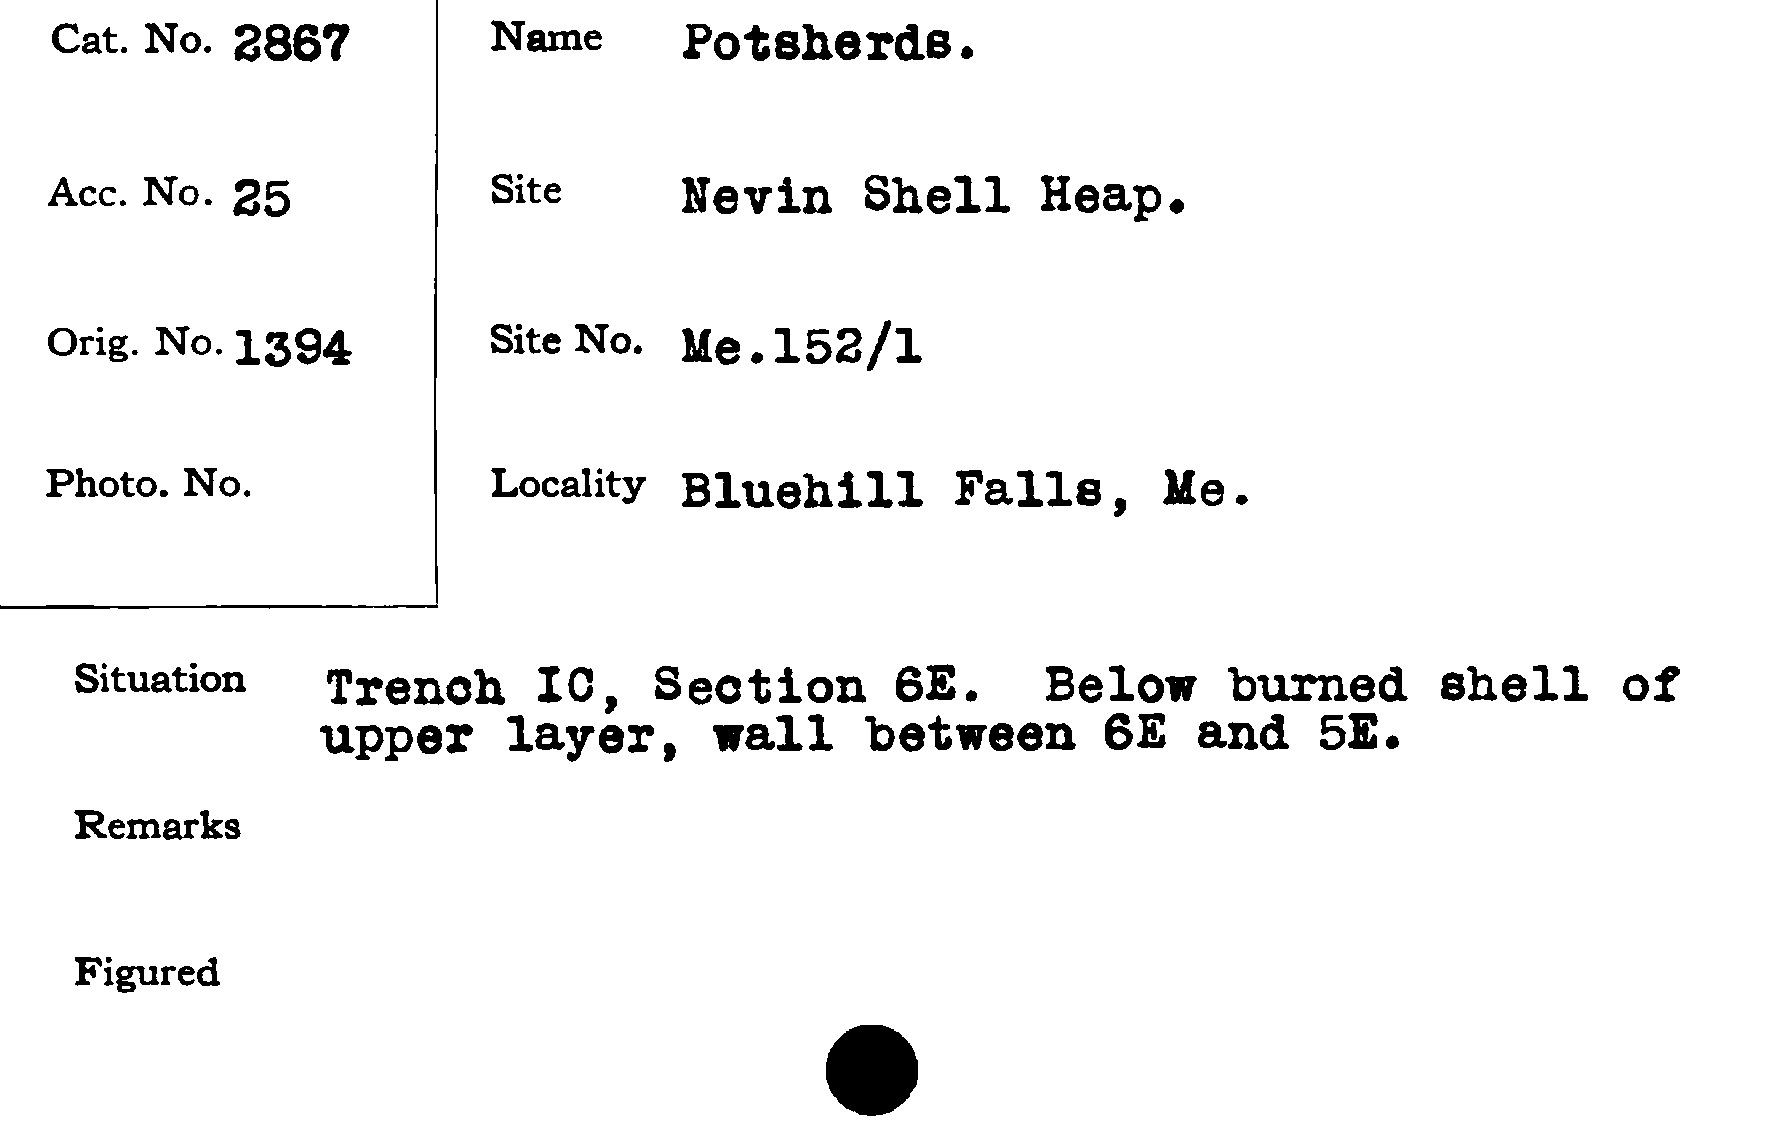 Cat. No. 2867
Name Potsherds.
Acc. No. 25
Site Nevin Shell Heap.
Orig. No. 1394
Site No. Me.152/1
Photo. No.
Locality Bluehill Falls, Me.
Situation Trench IC, Section 6E. Below burned shell of
upper layer, wall between 6E and 5E.
Remarks
Figured